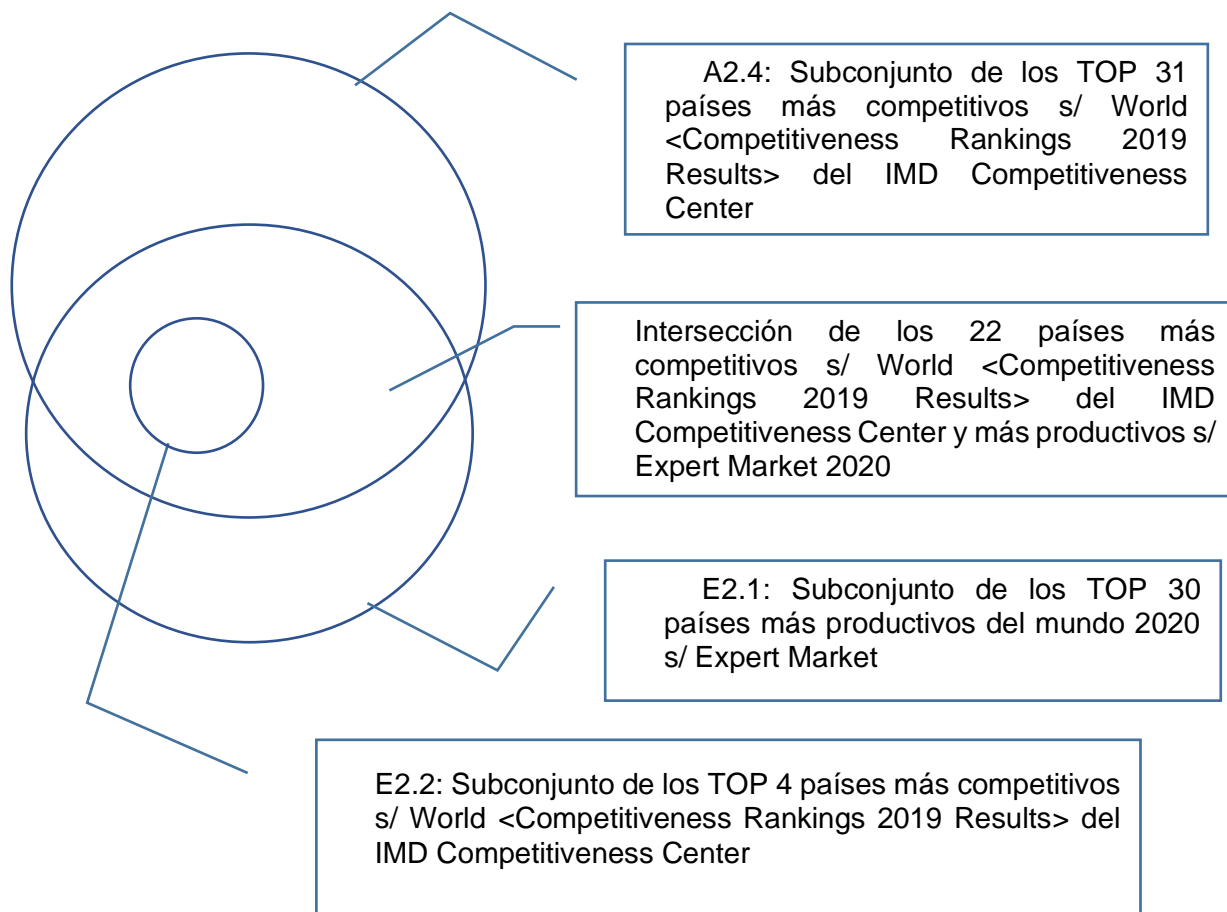 A2.4: Subconjunto de los TOP 31
países más competitivos s/ World
<Competitiveness Rankings 2019
Results> del IMD Competitiveness
Center
Intersección de los 22 países más
competitivos s/ World <Competitiveness
Rankings 2019 Results> del IMD
Competitiveness Center y más productivos s/
Expert Market 2020
E2.1: Subconjunto de los TOP 30
países más productivos del mundo 2020
s/ Expert Market
E2.2: Subconjunto de los TOP 4 países más competitivos
s/ World <Competitiveness Rankings 2019 Results> del
IMD Competitiveness Center